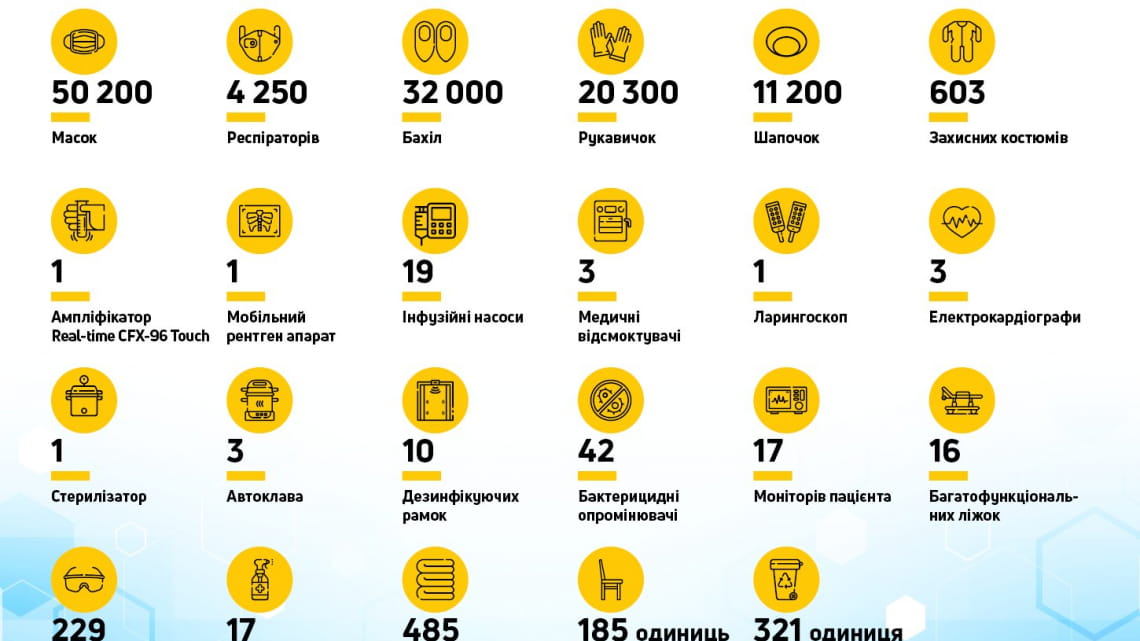 50 200
4 250
32 000
20 300
11 200
603
Масок
Респіраторів
Бахіл
Рукавичок
Шапочок
Захисних костюмів
1
1
19
3
1
3
Ампліфікатор
Real-time CFX-96 Touch
Мобільний
рентген апарат
Інфузійні насоси
Медичні
відсмоктувачі
Ларингоскоп
Електрокардіографи
1
3
10
42
17
16
Стерилізатор
Автоклава
Дезинфікуючих
рамок
Бактерицидні
опромінювачі
Моніторів пацієнта
Багатофункціональ-
них ліжок
229
17
485
185 одиниць
321 одиниця